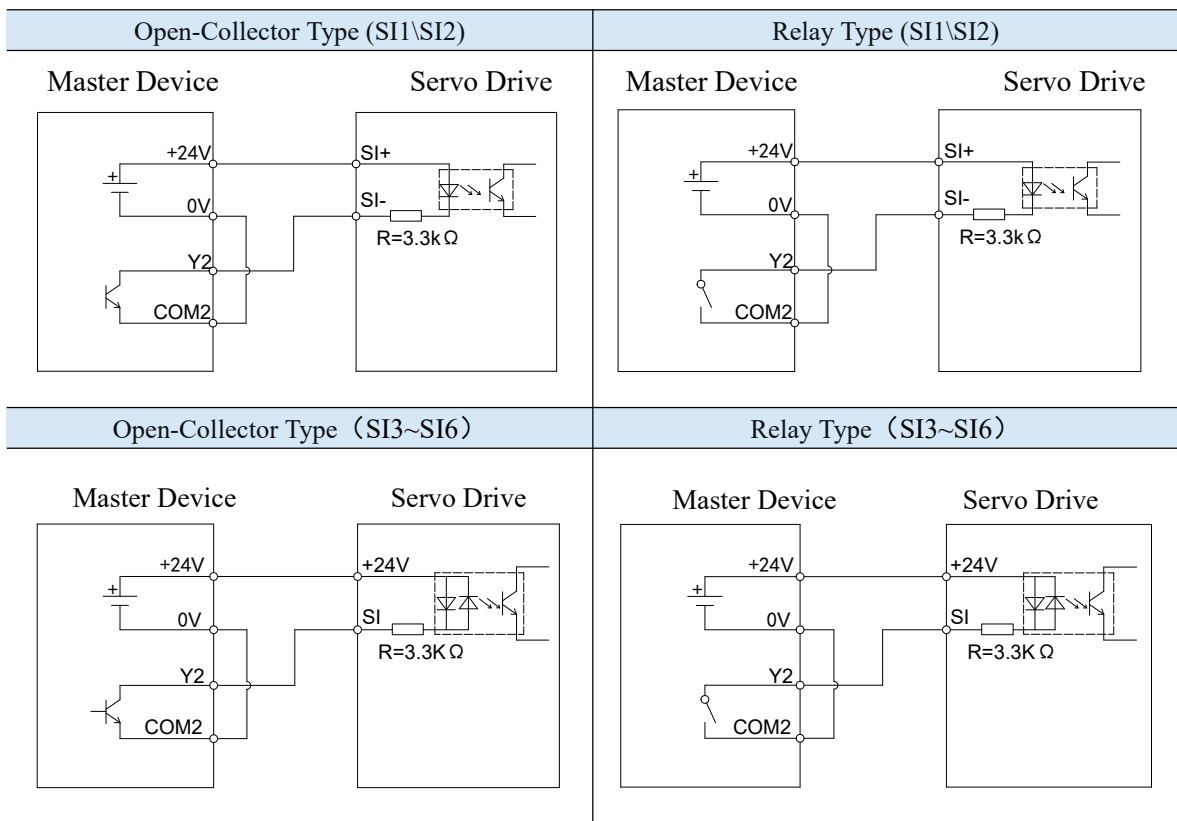 Open-Collector Type (SI1\SI2)
Relay Type (SI1\SI2)
Master Device
Servo Drive
+24V
SI+
+
SI-
0V
R=3.3kΩ
Y2
COM2
Master Device
Servo Drive
+24V
SI+
+
SI-
0V
R=3.3kΩ
Y2
COM2
Open-Collector Type（SI3~SI6）
Relay Type（SI3~SI6）
Master Device
Servo Drive
+24V
+24V
+
0V
SI
R=3.3KΩ
Y2
COM2
Master Device
Servo Drive
+24V
+24V
+
0V
SI
R=3.3KΩ
Y2
COM2